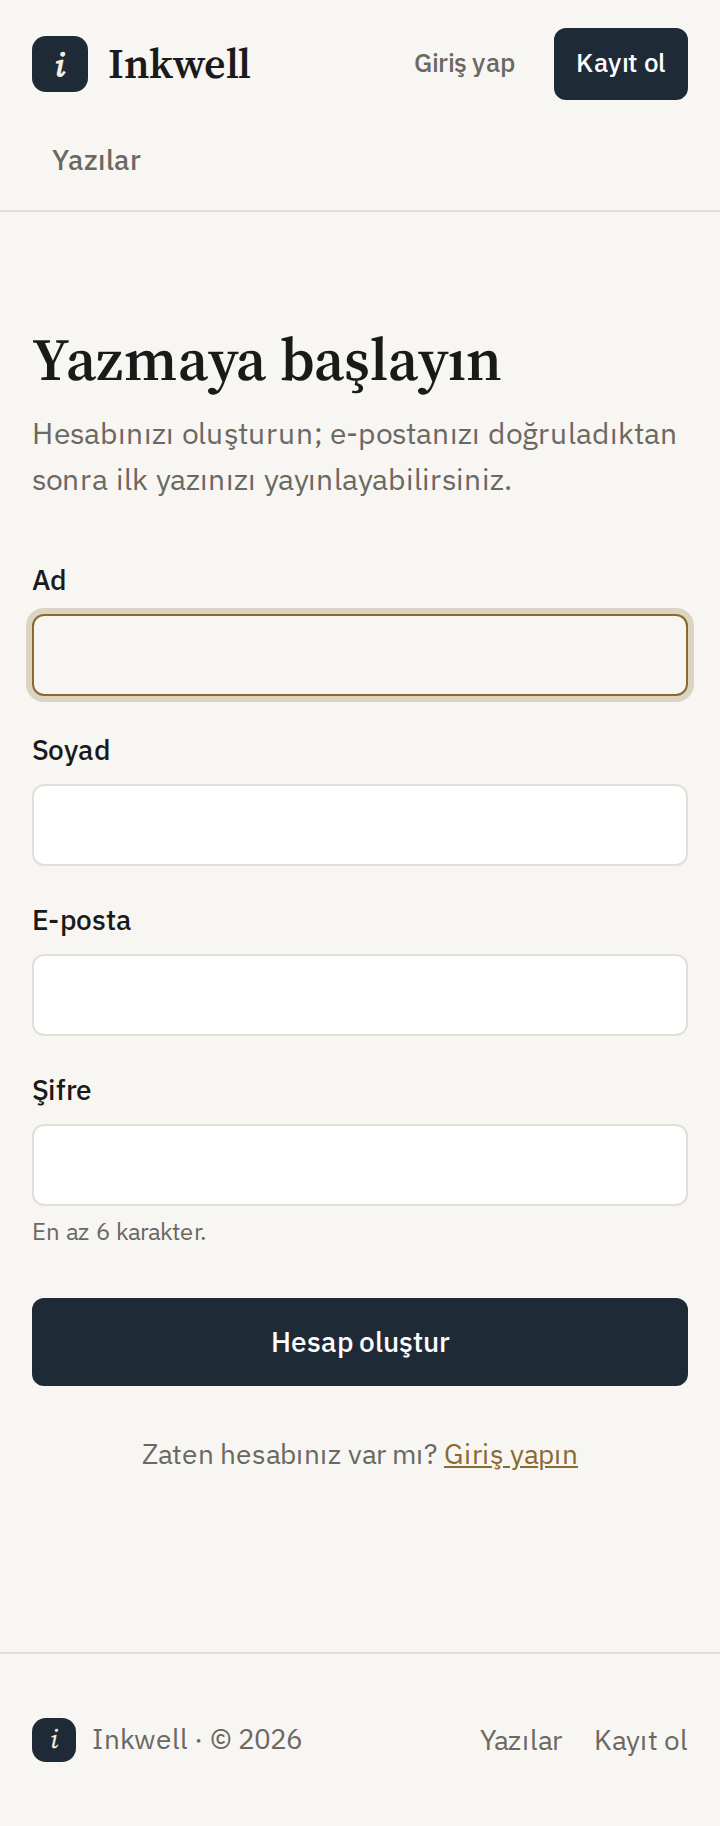 i Inkwell Giriş yap Kayıt ol
Yazılar
Yazmaya başlayın
Hesabınızı oluşturun; e-postanızı doğruladıktan
sonra ilk yazınızı yayınlayabilirsiniz.
Ad
Soyad
E-posta
Şifre
En az 6 karakter.
Hesap oluştur
Zaten hesabınız var mı? Giriş yapın
i Inkwell · © 2026 Yazılar Kayıt ol